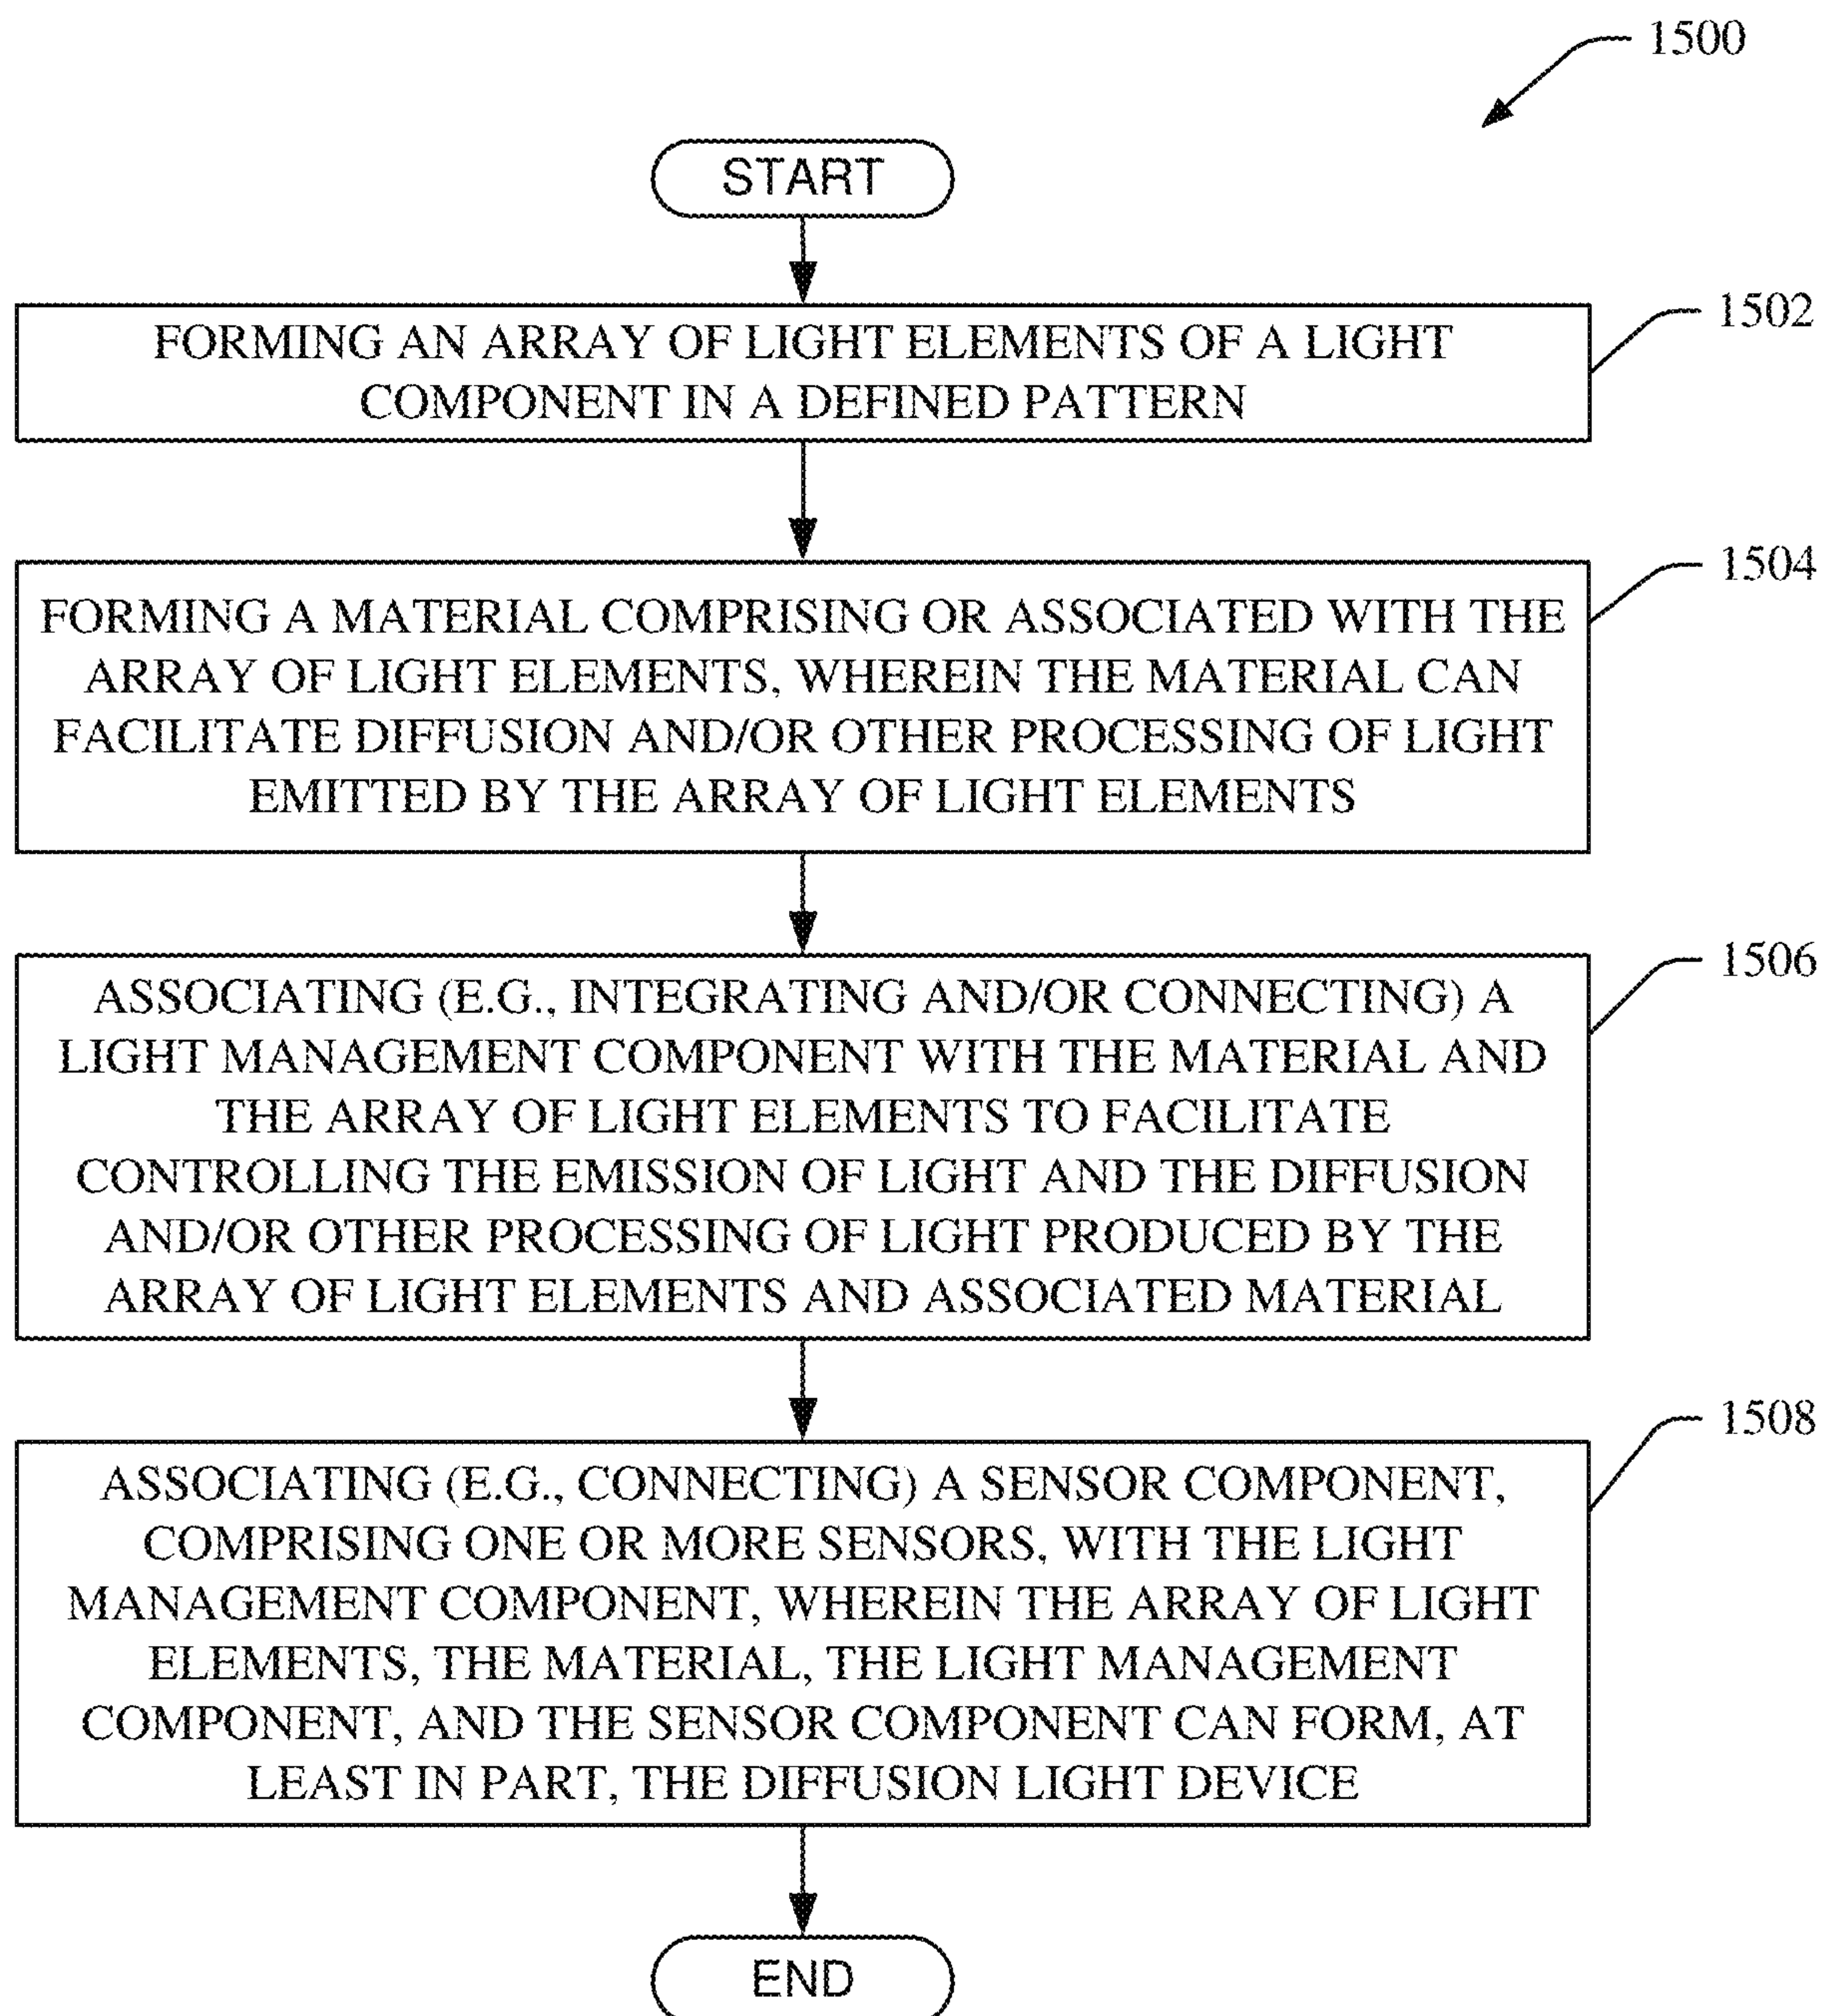 1500
START
FORMING AN ARRAY OF LIGHT ELEMENTS OF A LIGHT
COMPONENT IN A DEFINED PATTERN
1502
FORMING A MATERIAL COMPRISING OR ASSOCIATED WITH THE
ARRAY OF LIGHT ELEMENTS, WHEREIN THE MATERIAL CAN
FACILITATE DIFFUSION AND/OR OTHER PROCESSING OF LIGHT
EMITTED BY THE ARRAY OF LIGHT ELEMENTS
1504
ASSOCIATING (E.G., INTEGRATING AND/OR CONNECTING) A
LIGHT MANAGEMENT COMPONENT WITH THE MATERIAL AND
THE ARRAY OF LIGHT ELEMENTS TO FACILITATE
CONTROLLING THE EMISSION OF LIGHT AND THE DIFFUSION
AND/OR OTHER PROCESSING OF LIGHT PRODUCED BY THE
ARRAY OF LIGHT ELEMENTS AND ASSOCIATED MATERIAL
1506
ASSOCIATING (E.G., CONNECTING) A SENSOR COMPONENT,
COMPRISING ONE OR MORE SENSORS, WITH THE LIGHT
MANAGEMENT COMPONENT, WHEREIN THE ARRAY OF LIGHT
ELEMENTS, THE MATERIAL, THE LIGHT MANAGEMENT
COMPONENT, AND THE SENSOR COMPONENT CAN FORM, AT
LEAST IN PART, THE DIFFUSION LIGHT DEVICE
1508
END